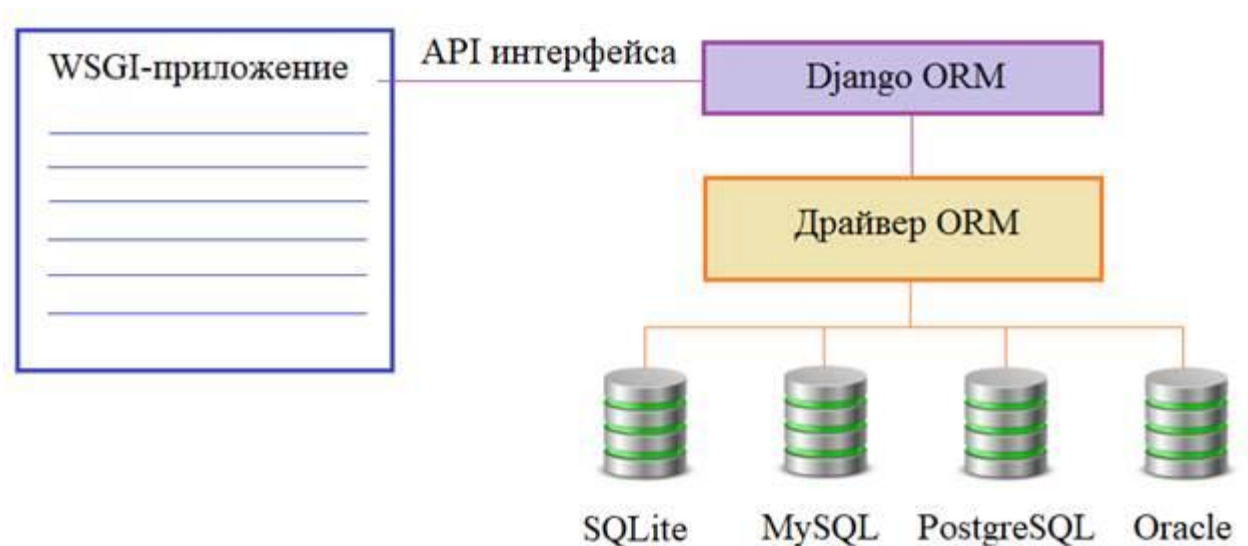 WSGI-приложение
API интерфейса
Django ORM
Драйвер ORM
SQLite
MySQL
PostgreSQL
Oracle